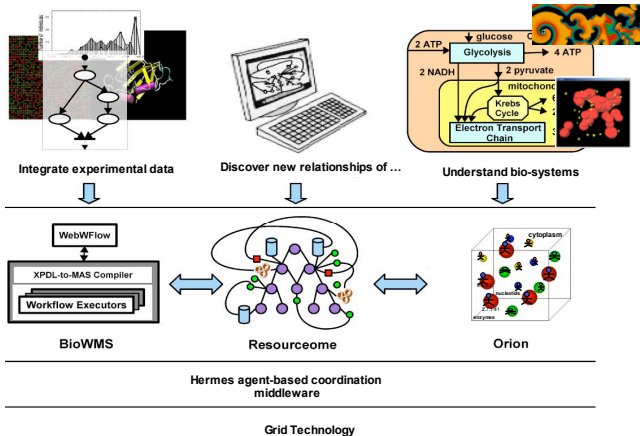 2 ATP
glucose
Glycolysis
4 ATP
2 NADH
2 pyruvate
mitochond
Krebs
Cycle
Electron Transport
Chain
Integrate experimental data
Discover new relationships of ...
Understand bio-systems
WebWFlow
XPDL-to-MAS Compiler
Workflow Executors
cytoplasm
nucleotids
enzymes
BioWMS
Resourceome
Orion
Hermes agent-based coordination
middleware
Grid Technology